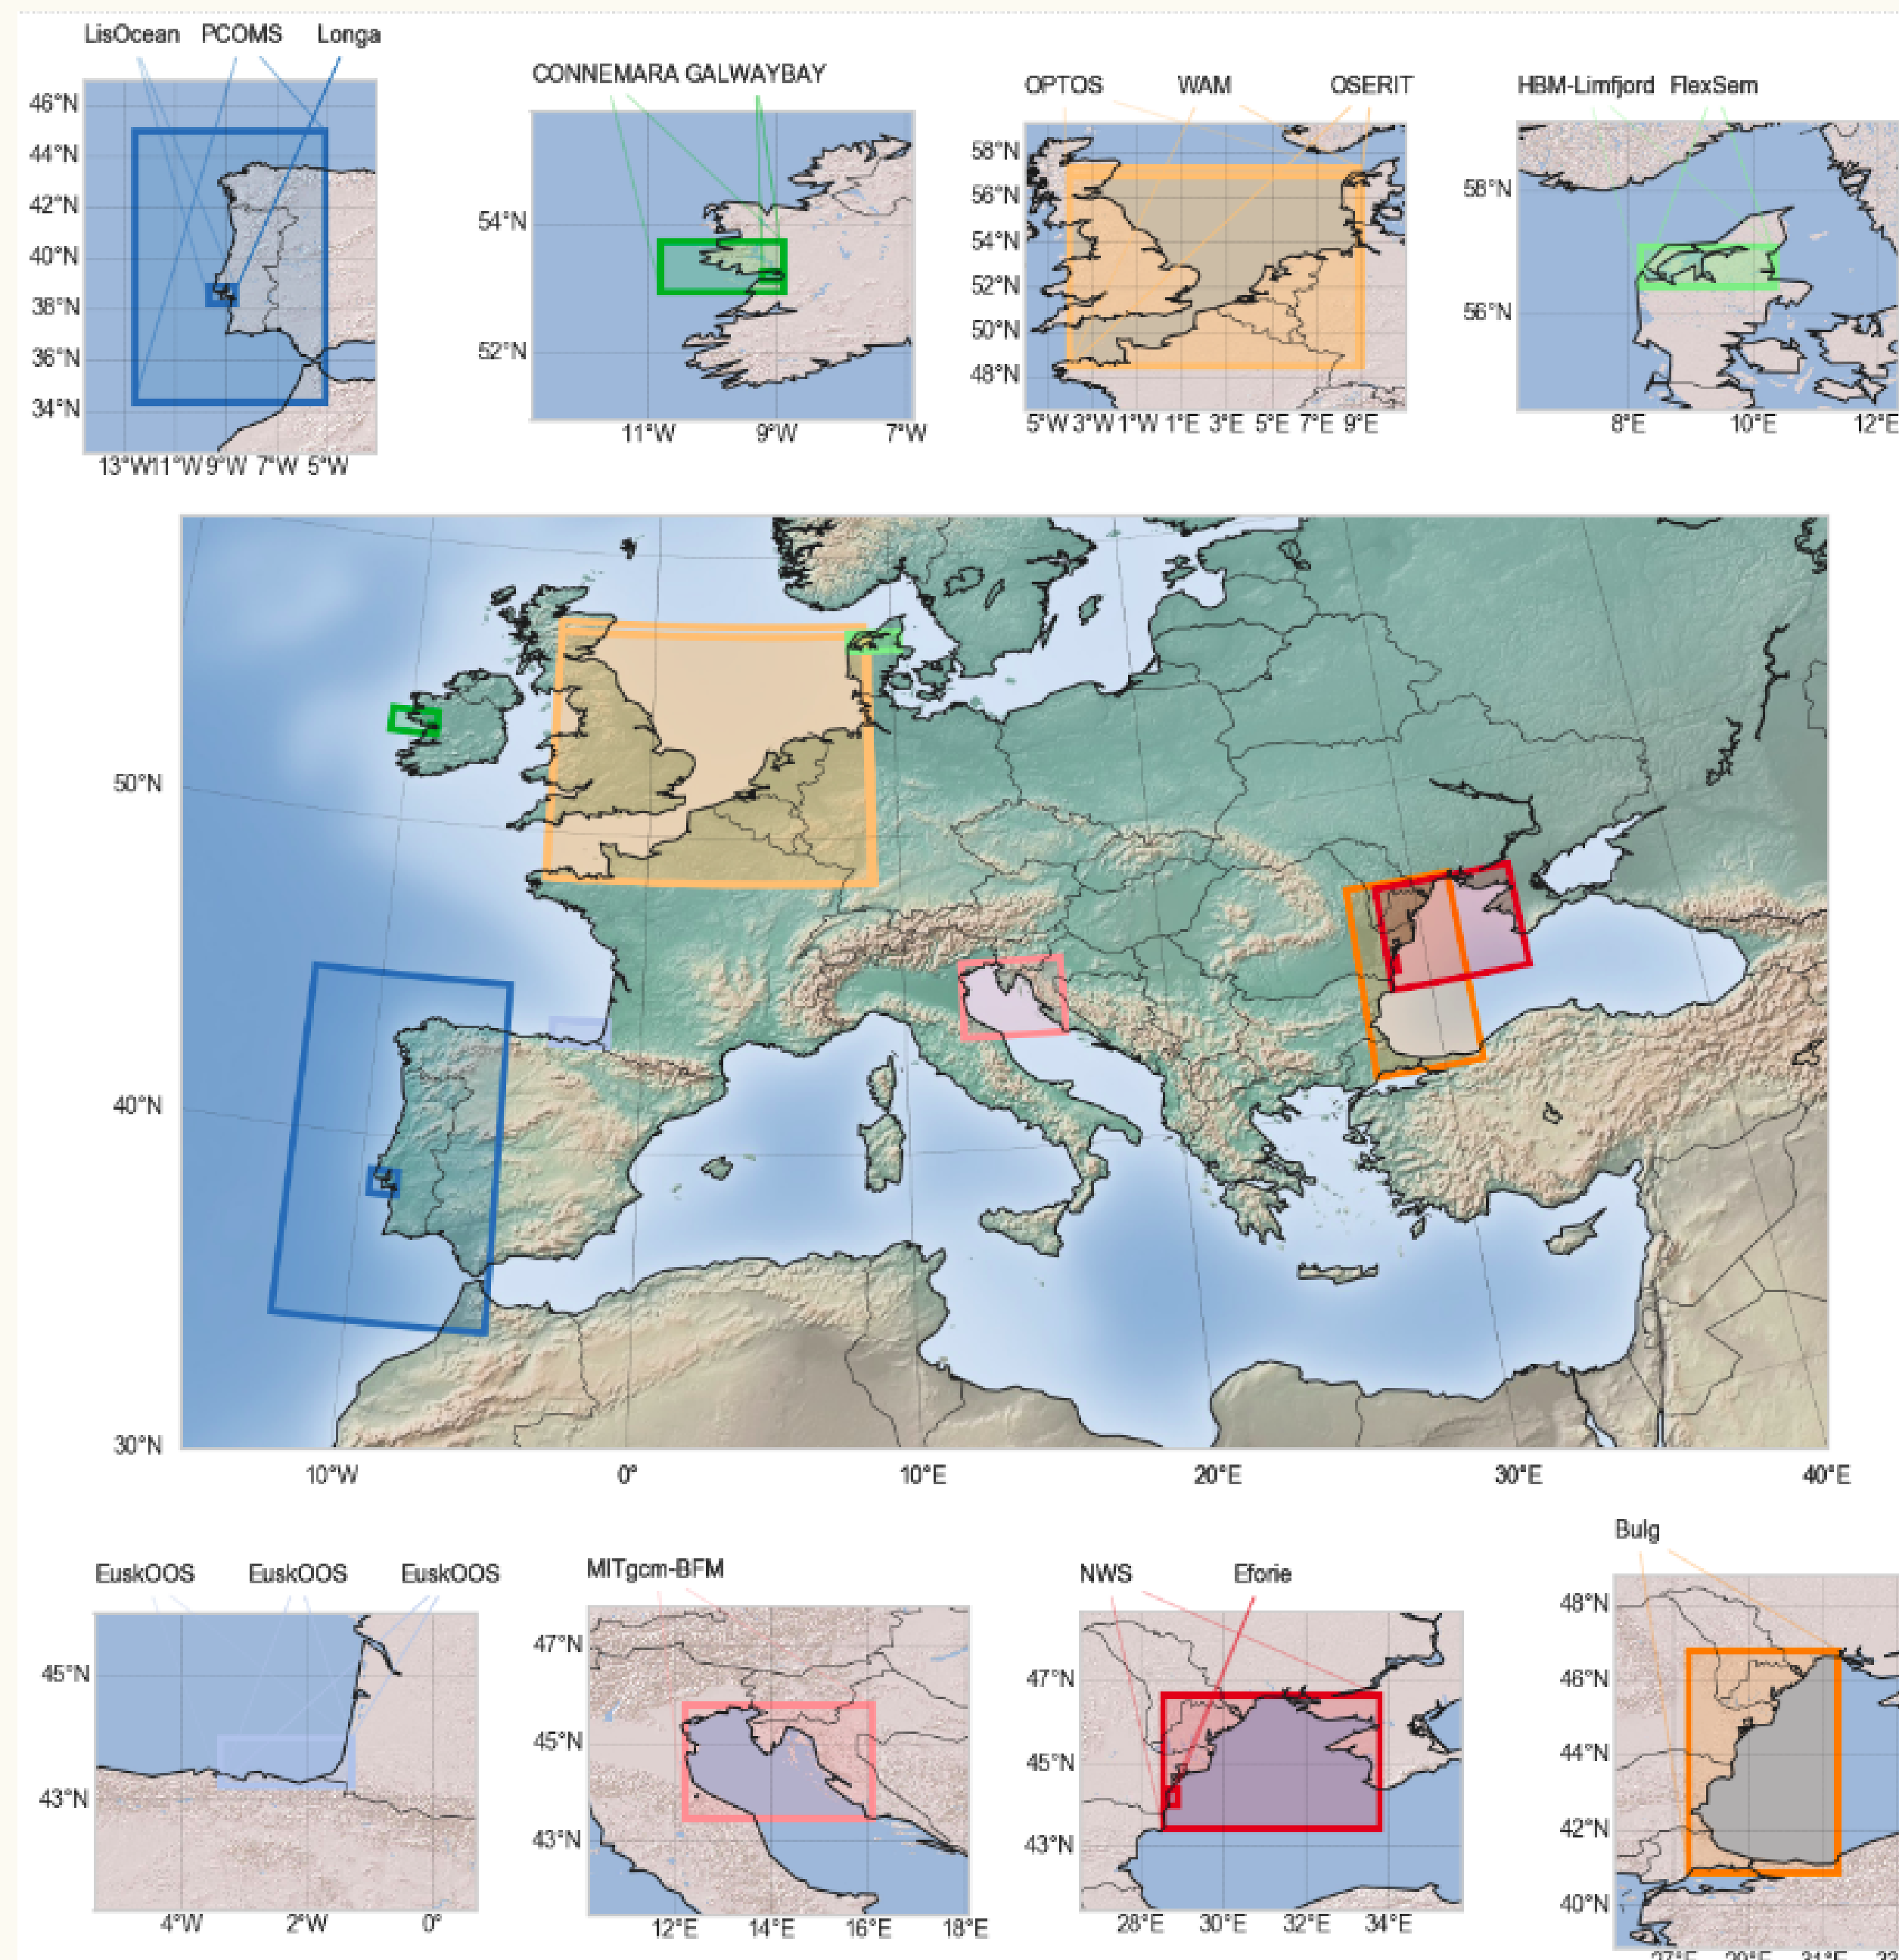 LisOcean PCOMS Longa
46°N
44°N
42°N
40°N
38°N
36°N
34°N
13°W11°W 9°W 7°W 5°W
CONNEMARA GALWAYBAY
54°N
52°N
11°W 9°W 7°W
OPTOS WAM OSERIT
58°N
56°N
54°N
52°N
50°N
48°N
5°W 3°W 1°W 1°E 3°E 5°E 7°E 9°E
HBM-Limfjord FlexSem
58°N
56°N
8°E 10°E 12°E
50°N
40°N
30°N
10°W 0° 10°E 20°E 30°E 40°E
EuskOOS EuskOOS EuskOOS
45°N
43°N
4°W 2°W 0°
MITgcm-BFM
47°N
45°N
43°N
12°E 14°E 16°E 18°E
NWS Eforie
47°N
45°N
43°N
28°E 30°E 32°E 34°E
Bulg
48°N
46°N
44°N
42°N
40°N
27°E 29°E 31°E